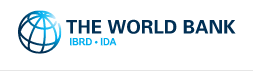 THE WORLD BANK
IBRD • IDA